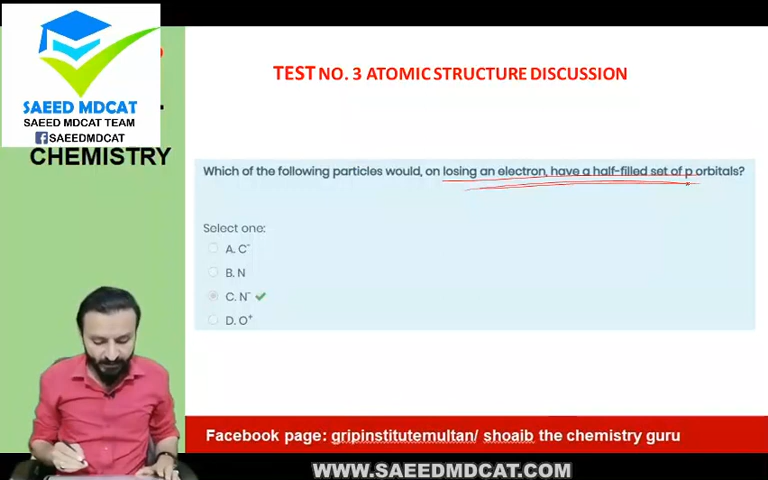 SAEED MDCAT
SAEED MDCAT TEAM
SAEEDMDCAT
CHEMISTRY
TEST NO. 3 ATOMIC STRUCTURE DISCUSSION
Which of the following particles would, on losing an electron, have a half-filled set of p orbitals?
Select one:
A. C⁻
B. N
C. N⁻
D. O⁺
Facebook page: gripinstitutemultan/ shoaib the chemistry guru
WWW.SAEEDMDCAT.COM